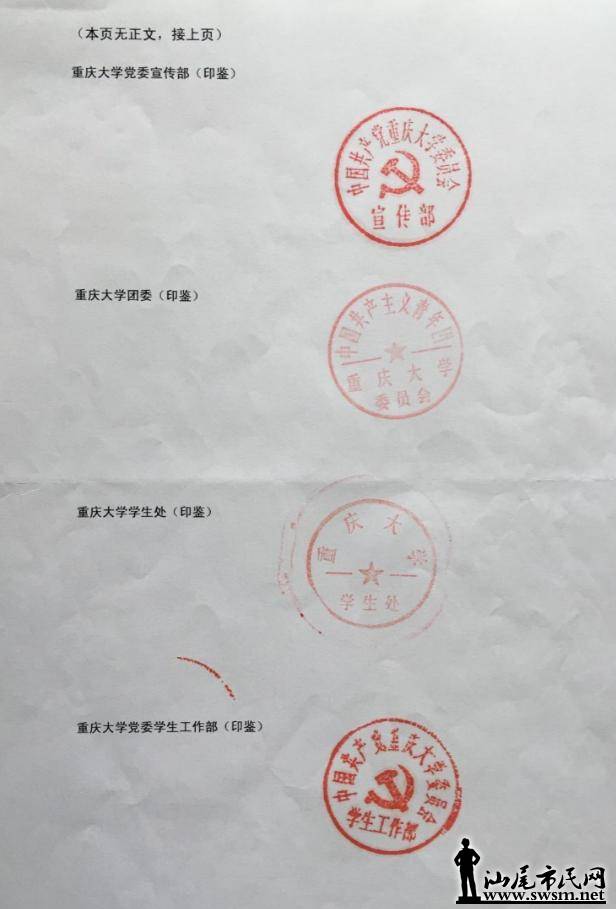 （本页无正文，接上页）
重庆大学党委宣传部（印鉴）
中国共产党重庆大学委员会
宣传部
重庆大学团委（印鉴）
中国共产主义青年团
重庆大学
委员会
重庆大学学生处（印鉴）
重庆大学
学生处
重庆大学党委学生工作部（印鉴）
中国共产党重庆大学委员会
学生工作部
汕尾市民网
www.swsm.net